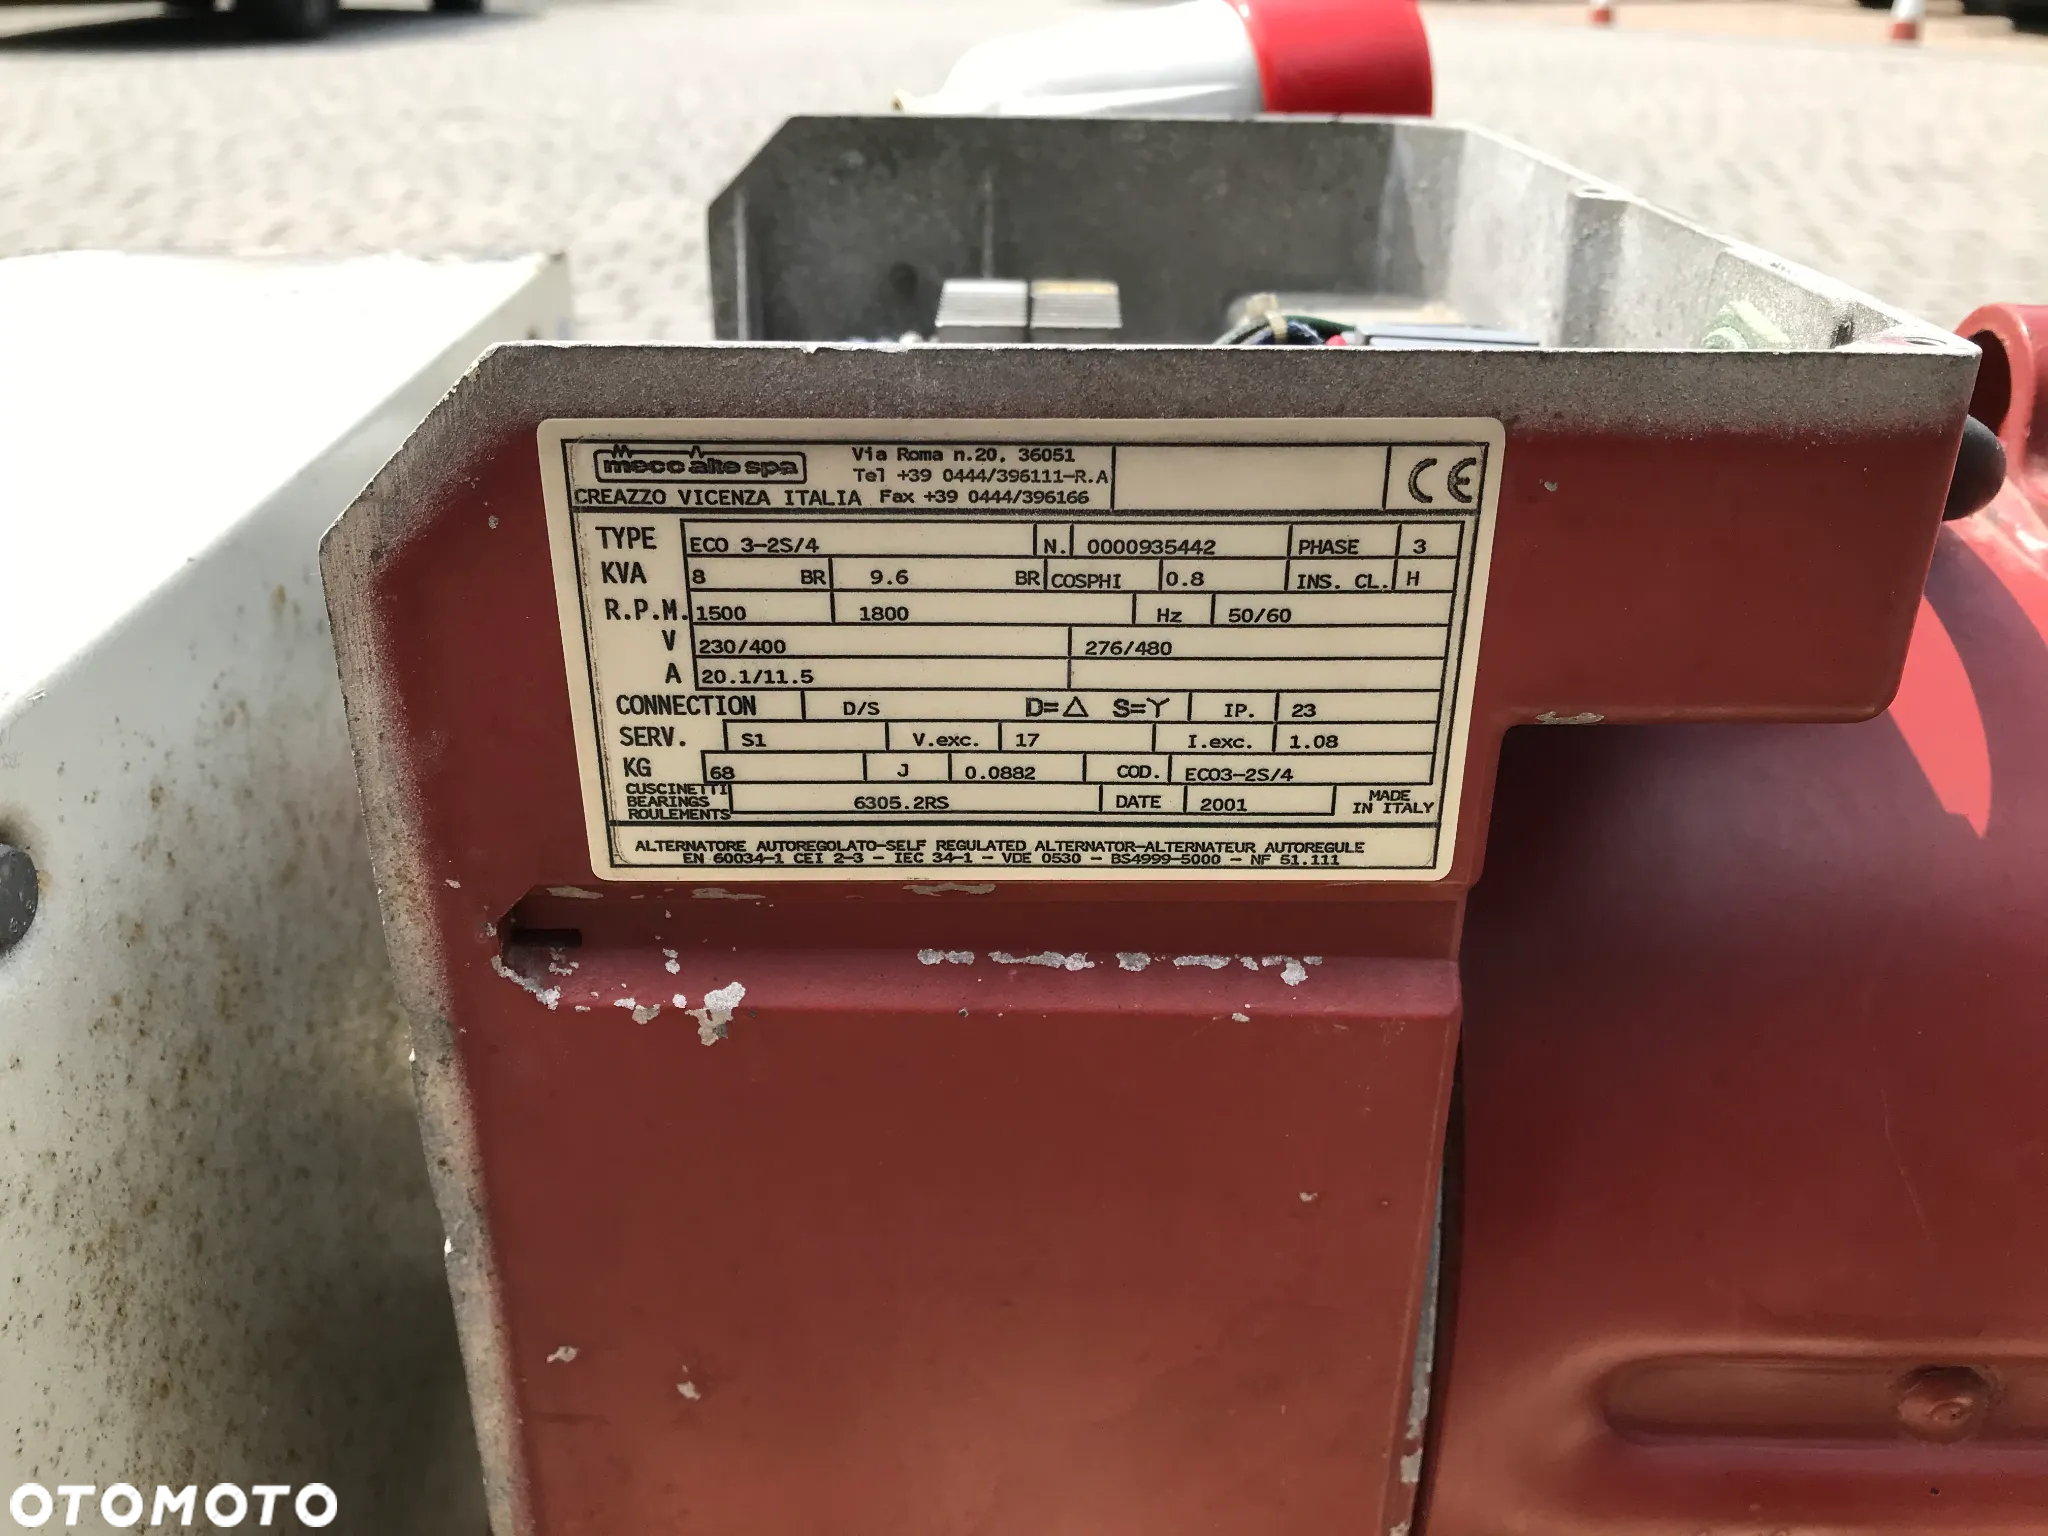 mecc alte spa
Via Roma n.20, 36051
Tel +39 0444/396111-R.A
CREAZZO VICENZA ITALIA Fax +39 0444/396166
CE
TYPE ECO 3-2S/4 N. 0000935442 PHASE 3
KVA 8 BR 9.6 BR COSPHI 0.8 INS. CL. H
R.P.M. 1500 1800 Hz 50/60
V 230/400 276/480
A 20.1/11.5
CONNECTION D/S D=△ S=Y IP. 23
SERV. S1 V.exc. 17 I.exc. 1.08
KG 68 J 0.0882 COD. ECO3-2S/4
CUSCINETTI
BEARINGS
ROULEMENTS
6305.2RS DATE 2001
MADE
IN ITALY
ALTERNATORE AUTOREGOLATO-SELF REGULATED ALTERNATOR-ALTERNATEUR AUTOREGULE
EN 60034-1 CEI 2-3 - IEC 34-1 - VDE 0530 - BS4999-5000 - NF 51.111
OTOMOTO